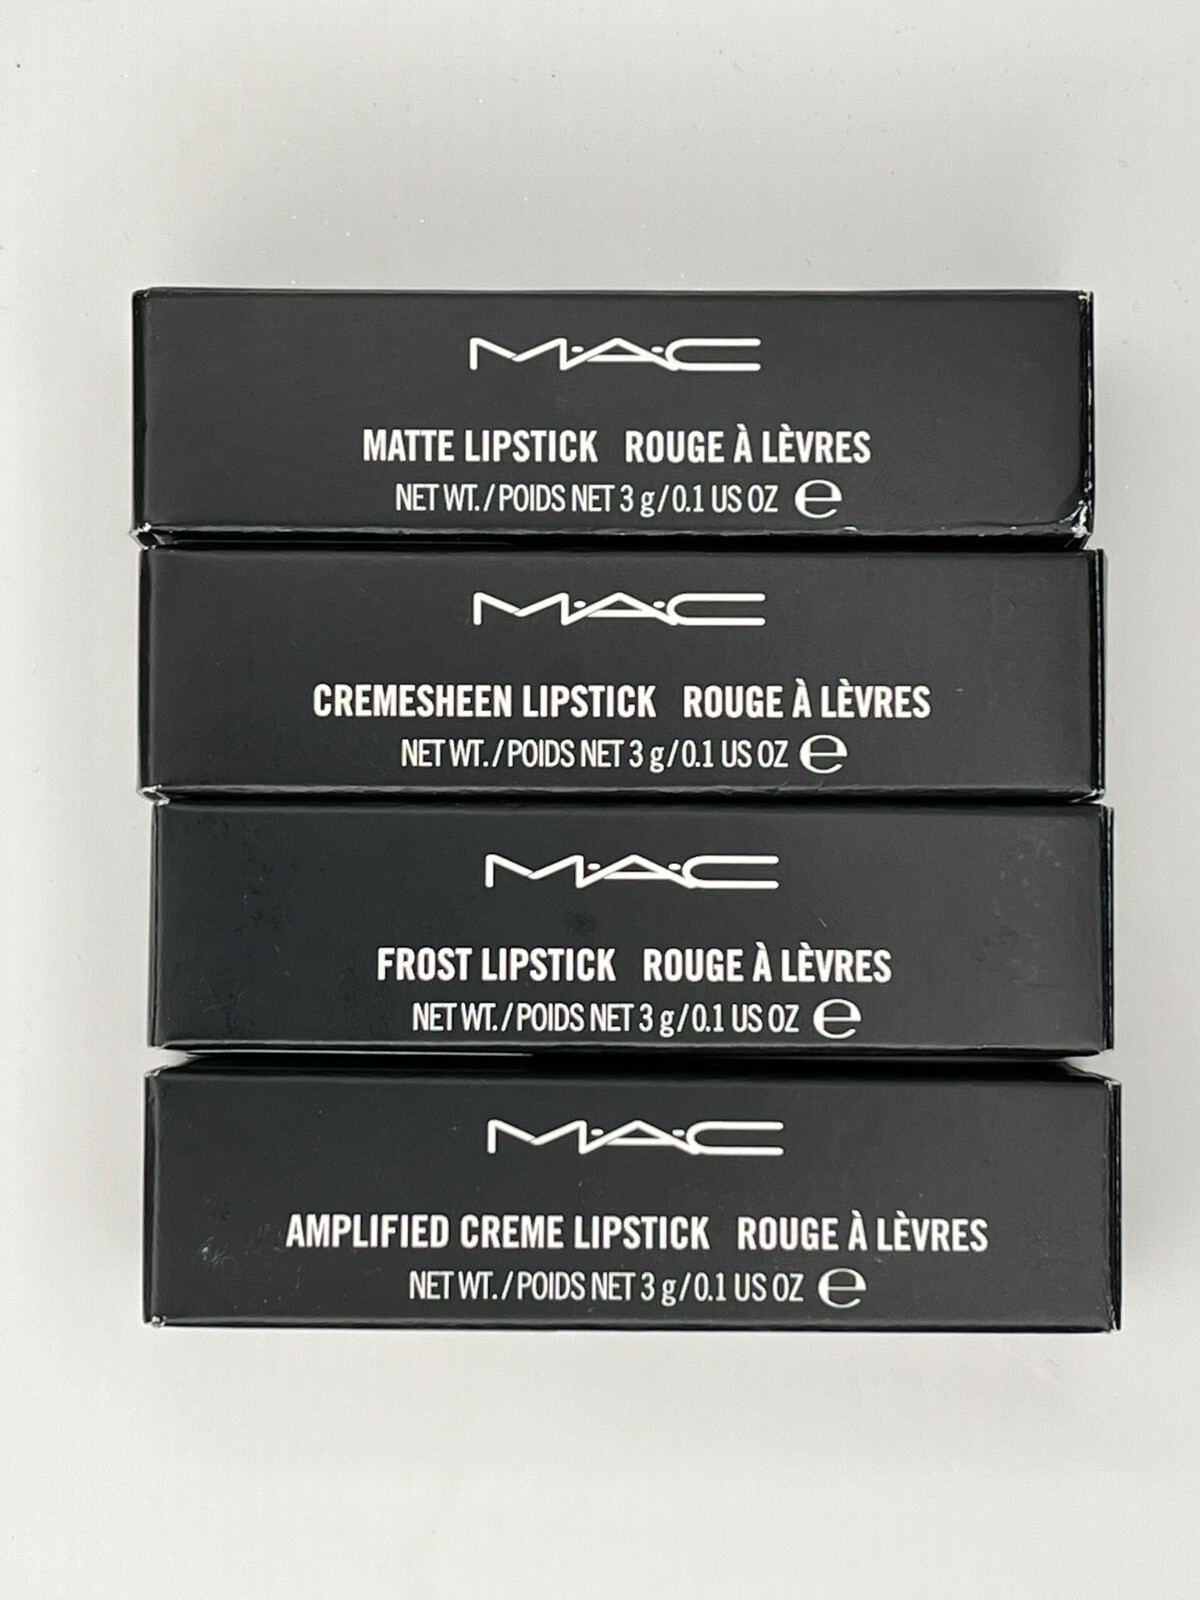 M·A·C
MATTE LIPSTICK ROUGE À LÈVRES
NET WT./POIDS NET 3 g/0.1 US OZ ℮
M·A·C
CREMESHEEN LIPSTICK ROUGE À LÈVRES
NET WT./POIDS NET 3 g/0.1 US OZ ℮
M·A·C
FROST LIPSTICK ROUGE À LÈVRES
NET WT./POIDS NET 3 g/0.1 US OZ ℮
M·A·C
AMPLIFIED CREME LIPSTICK ROUGE À LÈVRES
NET WT./POIDS NET 3 g/0.1 US OZ ℮